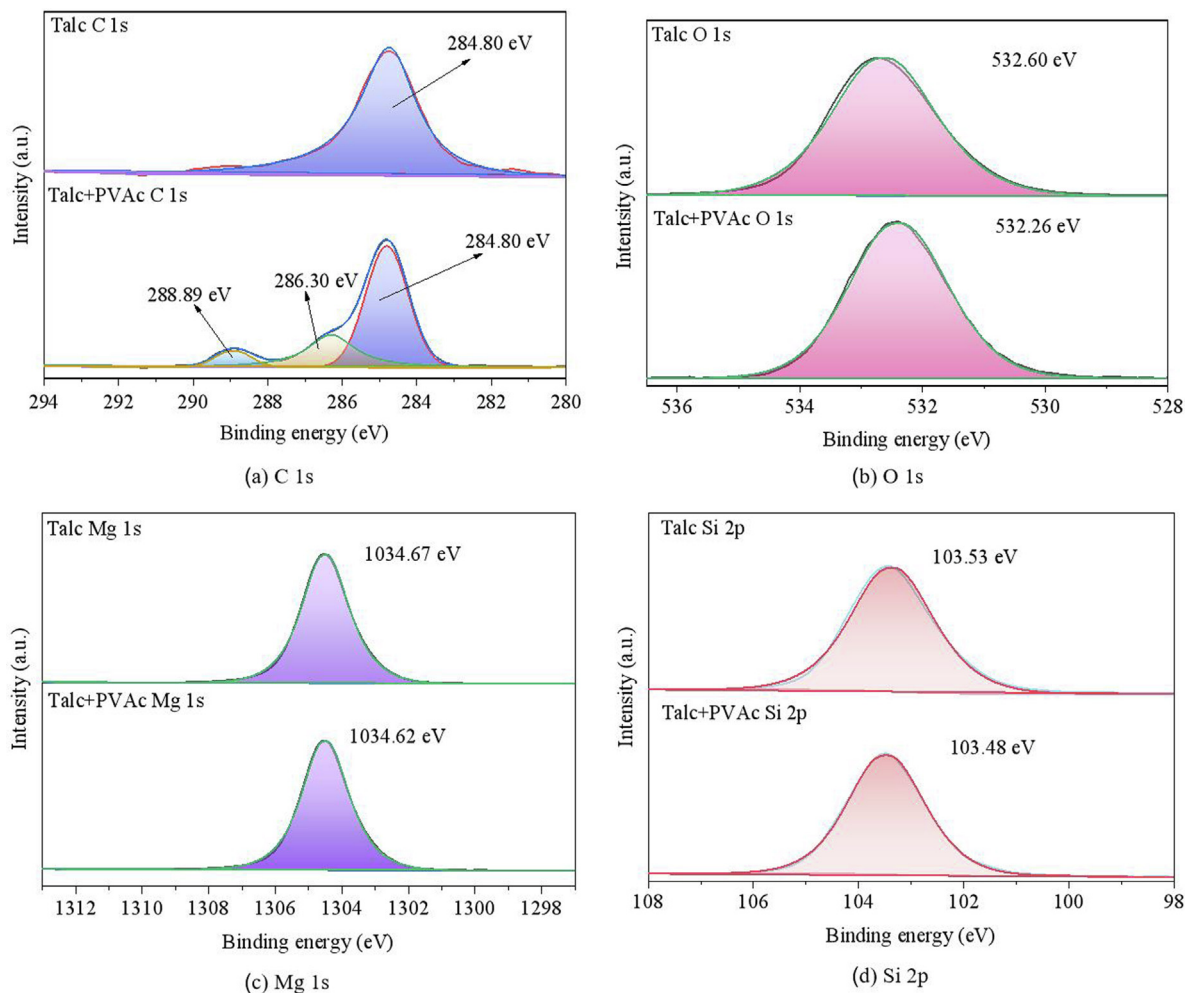 Talc C 1s
284.80 eV
Talc+PVAc C 1s
284.80 eV
286.30 eV
288.89 eV
Intensity (a.u.)
294 292 290 288 286 284 282 280
Binding energy (eV)
(a) C 1s
Talc O 1s
532.60 eV
Talc+PVAc O 1s
532.26 eV
Intentsity (a.u.)
536 534 532 530 528
Binding energy (eV)
(b) O 1s
Talc Mg 1s
1034.67 eV
Talc+PVAc Mg 1s
1034.62 eV
Intensity (a.u.)
1312 1310 1308 1306 1304 1302 1300 1298
Binding energy (eV)
(c) Mg 1s
Talc Si 2p
103.53 eV
Talc+PVAc Si 2p
103.48 eV
Intensity (a.u.)
108 106 104 102 100 98
Binding energy (eV)
(d) Si 2p